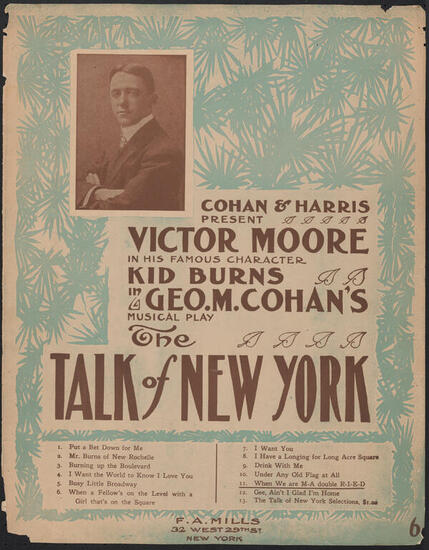 COHAN & HARRIS
PRESENT
VICTOR MOORE
IN HIS FAMOUS CHARACTER
KID BURNS
in GEO. M. COHAN'S
MUSICAL PLAY
The
TALK of NEW YORK
1. Put a Bet Down for Me
2. Mr. Burns of New Rochelle
3. Burning up the Boulevard
4. I Want the World to Know I Love You
5. Busy Little Broadway
6. When a Fellow's on the Level with a
Girl that's on the Square
7. I Want You
8. I Have a Longing for Long Acre Square
9. Drink With Me
10. Under Any Old Flag at All
11. When We are M-A double R-I-E-D
12. Gee, Ain't I Glad I'm Home
13. The Talk of New York Selections, $1.00
F. A. MILLS
32 WEST 29TH ST.
NEW YORK
6